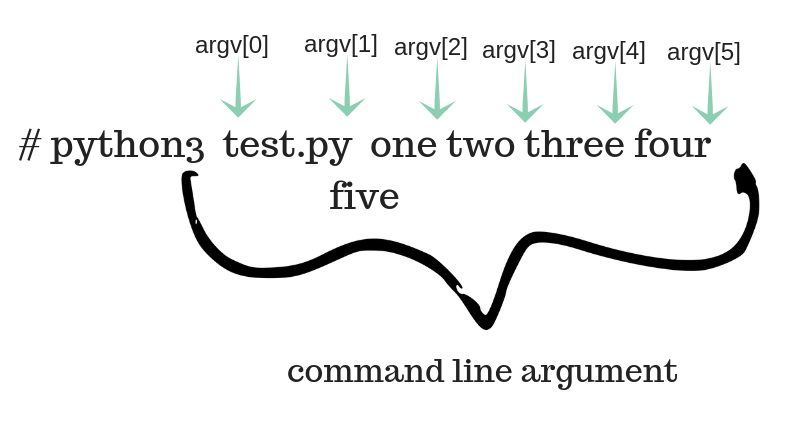 argv[0] argv[1] argv[2] argv[3] argv[4] argv[5]
# python3 test.py one two three four
five
command line argument